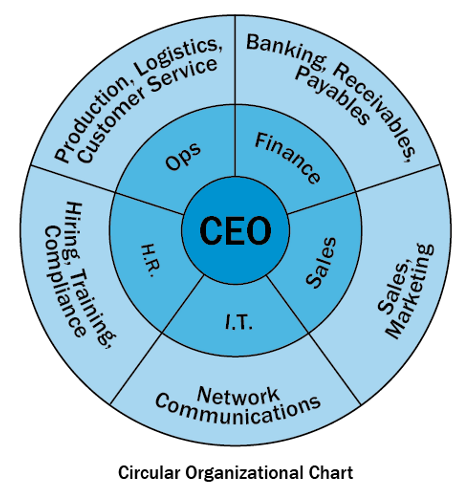 Production, Logistics,
Customer Service
Banking, Receivables,
Payables
Ops
Finance
CEO
H.R.
Sales
I.T.
Hiring, Training,
Compliance
Sales,
Marketing
Network
Communications
Circular Organizational Chart